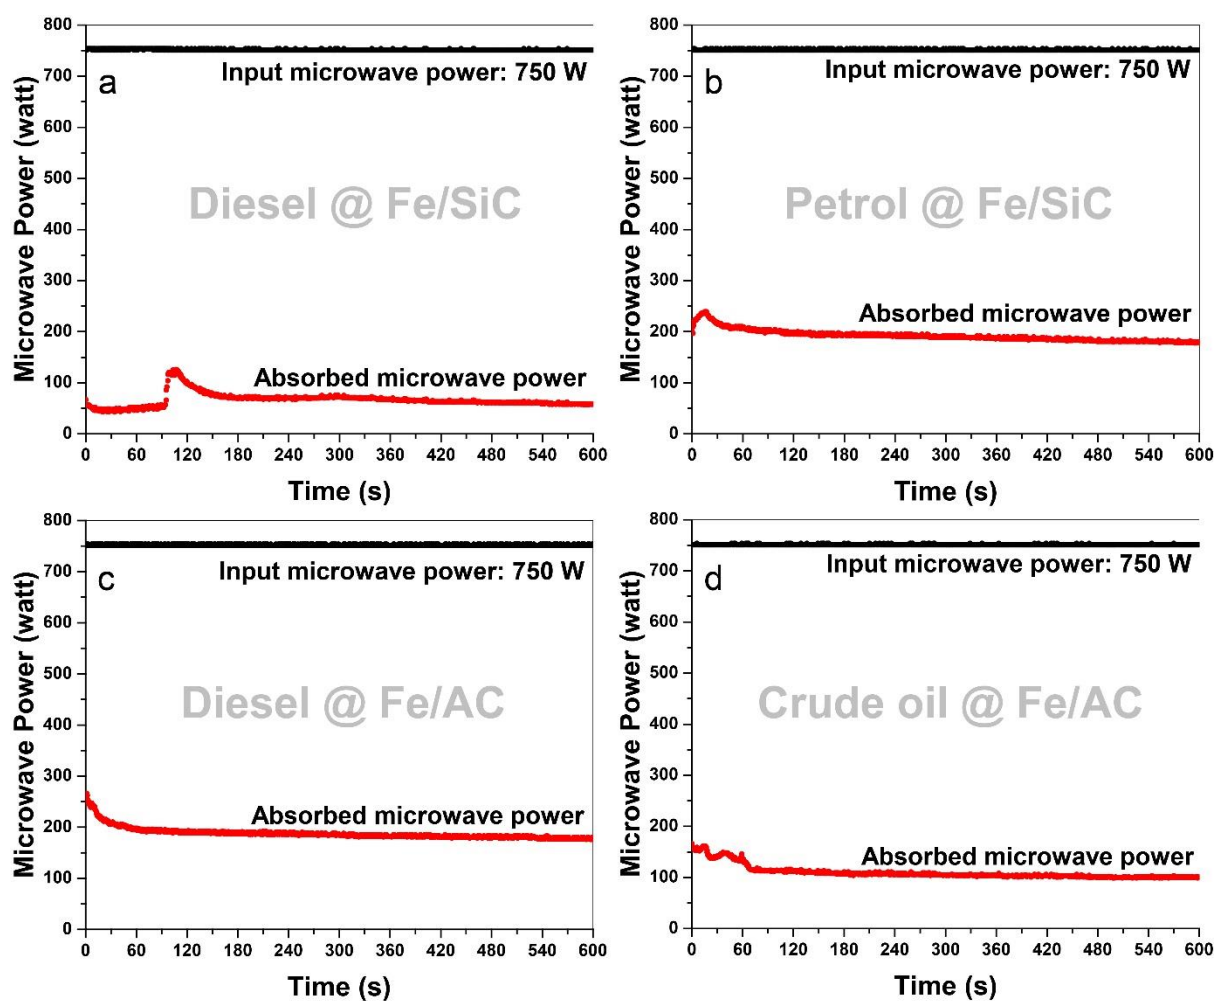 a
Input microwave power: 750 W
Diesel @ Fe/SiC
Absorbed microwave power
Microwave Power (watt)
800
700
600
500
400
300
200
100
0
0 60 120 180 240 300 360 420 480 540 600
Time (s)
b
Input microwave power: 750 W
Petrol @ Fe/SiC
Absorbed microwave power
Microwave Power (watt)
800
700
600
500
400
300
200
100
0
0 60 120 180 240 300 360 420 480 540 600
Time (s)
c
Input microwave power: 750 W
Diesel @ Fe/AC
Absorbed microwave power
Microwave Power (watt)
800
700
600
500
400
300
200
100
0
0 60 120 180 240 300 360 420 480 540 600
Time (s)
d
Input microwave power: 750 W
Crude oil @ Fe/AC
Absorbed microwave power
Microwave Power (watt)
800
700
600
500
400
300
200
100
0
0 60 120 180 240 300 360 420 480 540 600
Time (s)